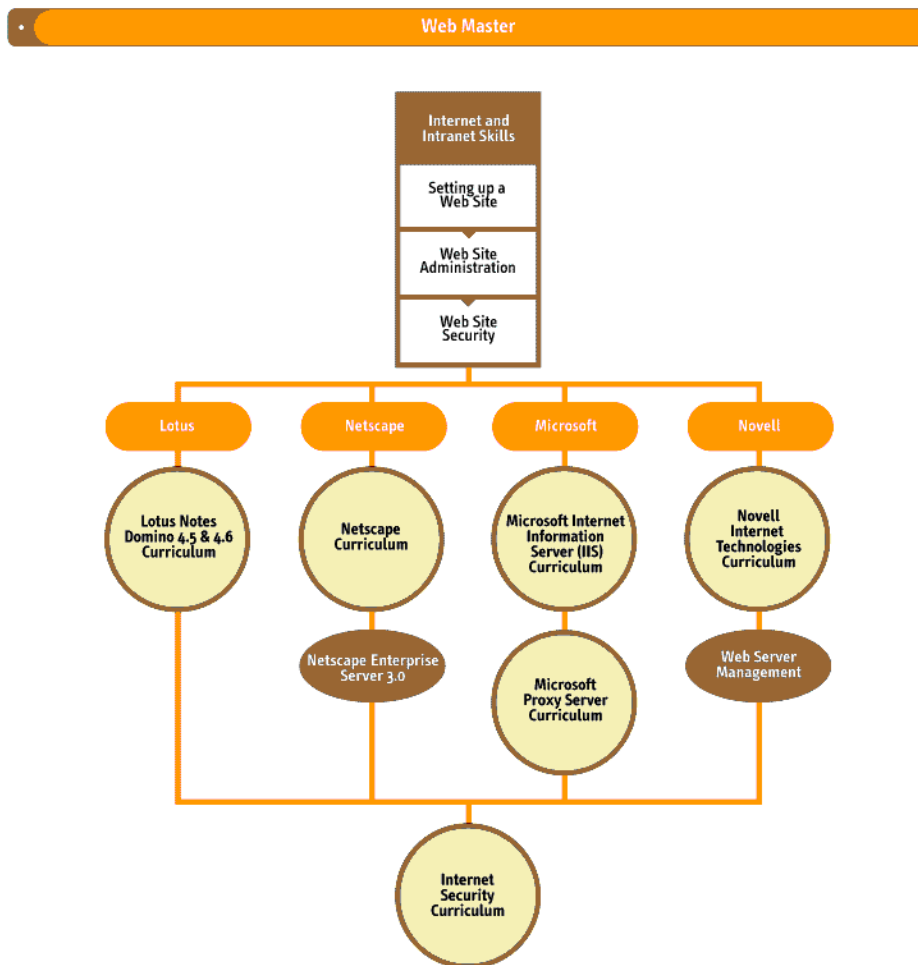 Web Master
Internet and
Intranet Skills
Setting up a
Web Site
Web Site
Administration
Web Site
Security
Lotus
Netscape
Microsoft
Novell
Lotus Notes
Domino 4.5 & 4.6
Curriculum
Netscape
Curriculum
Microsoft Internet
Information
Server (IIS)
Curriculum
Novell
Internet
Technologies
Curriculum
Netscape Enterprise
Server 3.0
Microsoft
Proxy Server
Curriculum
Web Server
Management
Internet
Security
Curriculum